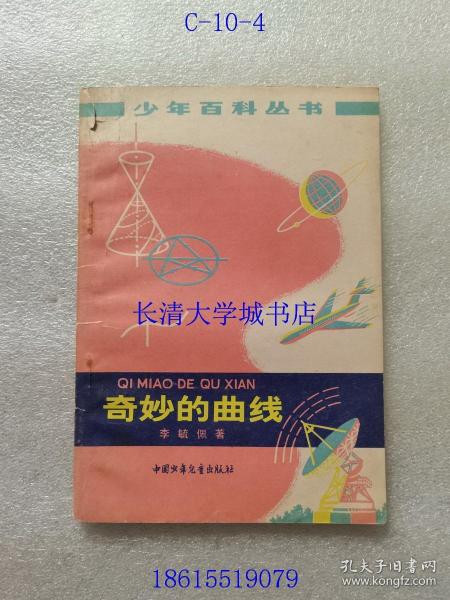 C-10-4
少年百科丛书
长清大学城书店
QI MIAO DE QU XIAN
奇妙的曲线
李毓佩著
中国少年儿童出版社
18615519079
孔夫子旧书网
www.kongfz.com